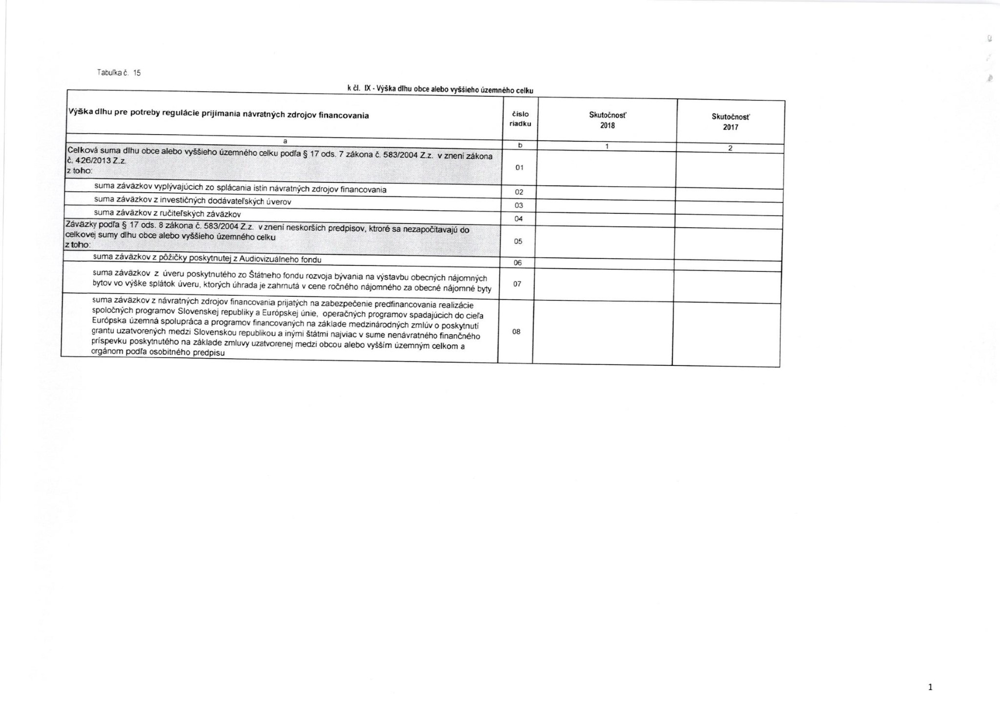 Tabuľka č. 15
k čl. IX - Výška dlhu obce alebo vyššieho územného celku
Výška dlhu pre potreby regulácie prijímania návratných zdrojov financovania
číslo
riadku
Skutočnosť
2018
Skutočnosť
2017
a
b
1
2
Celková suma dlhu obce alebo vyššieho územného celku podľa § 17 ods. 7 zákona č. 583/2004 Z.z. v znení zákona
č. 426/2013 Z.z.
z toho:
01
suma záväzkov vyplývajúcich zo splácania istín návratných zdrojov financovania
02
suma záväzkov z investičných dodávateľských úverov
03
suma záväzkov z ručiteľských záväzkov
04
Záväzky podľa § 17 ods. 8 zákona č. 583/2004 Z.z. v znení neskorších predpisov, ktroré sa nezapočítavajú do
celkovej sumy dlhu obce alebo vyššieho územného celku
z toho:
05
suma záväzkov z pôžičky poskytnutej z Audiovizuálneho fondu
06
suma záväzkov z úveru poskytnutého zo Štátneho fondu rozvoja bývania na výstavbu obecných nájomných
bytov vo výške splátok úveru, ktorých úhrada je zahrnutá v cene ročného nájomného za obecné nájomné byty
07
suma záväzkov z návratných zdrojov financovania prijatých na zabezpečenie predfinancovania realizácie
spoločných programov Slovenskej republiky a Európskej únie, operačných programov spadajúcich do cieľa
Európska územná spolupráca a programov financovaných na základe medzinárodných zmlúv o poskytnutí
grantu uzatvorených medzi Slovenskou republikou a inými štátmi najviac v sume nenávratného finančného
príspevku poskytnutého na základe zmluvy uzatvorenej medzi obcou alebo vyšším územným celkom a
orgánom podľa osobitného predpisu
08
1